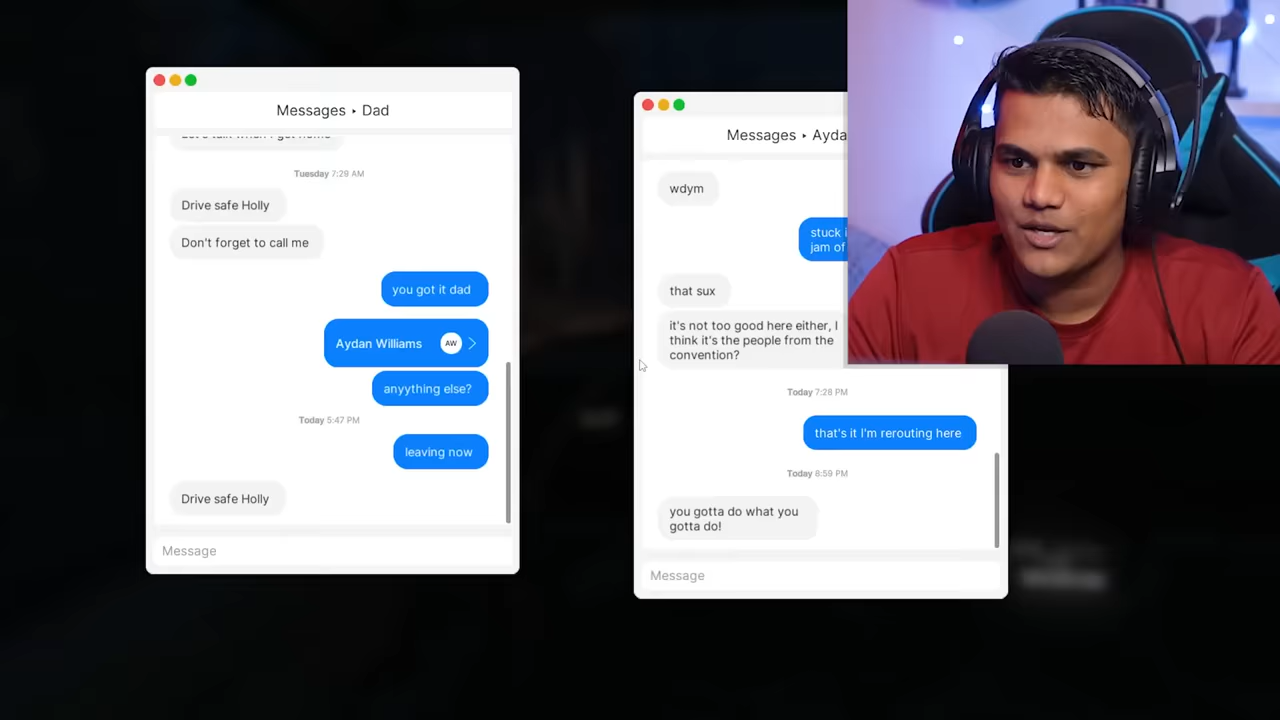 Messages ▸ Dad
Tuesday 7:29 AM
Drive safe Holly
Don't forget to call me
you got it dad
Aydan Williams AW
anyything else?
Today 5:47 PM
leaving now
Drive safe Holly
Message
Messages ▸ Ayda
wdym
stuck i
jam of
that sux
it's not too good here either, I
think it's the people from the
convention?
Today 7:28 PM
that's it I'm rerouting here
Today 8:59 PM
you gotta do what you
gotta do!
Message